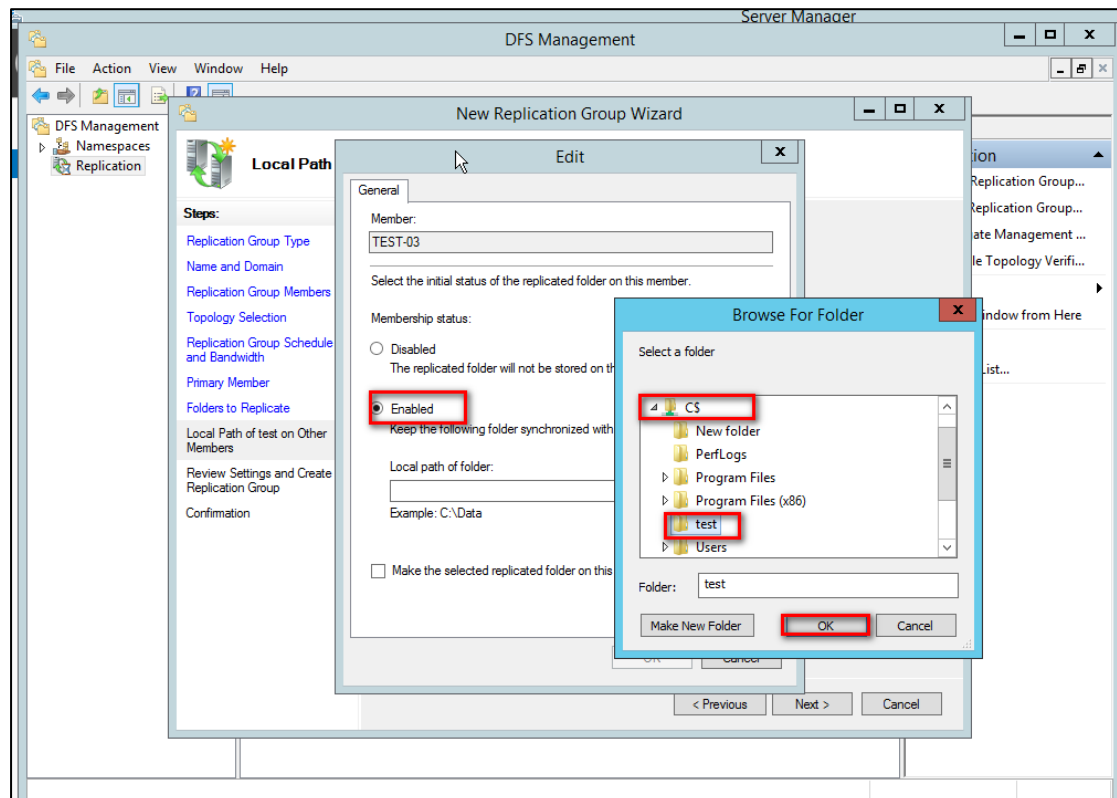 Server Manager
DFS Management
File Action View Window Help
DFS Management
Namespaces
Replication
New Replication Group Wizard
Local Path
Steps:
Replication Group Type
Name and Domain
Replication Group Members
Topology Selection
Replication Group Schedule
and Bandwidth
Primary Member
Folders to Replicate
Local Path of test on Other
Members
Review Settings and Create
Replication Group
Confirmation
Edit
General
Member:
TEST-03
Select the initial status of the replicated folder on this member.
Membership status:
Disabled
The replicated folder will not be stored on th
Enabled
Keep the following folder synchronized with
Local path of folder:
Example: C:\Data
Make the selected replicated folder on this
OK Cancel
Browse For Folder
Select a folder
C$
New folder
PerfLogs
Program Files
Program Files (x86)
test
Users
Folder: test
Make New Folder OK Cancel
< Previous Next > Cancel
ion
Replication Group...
Replication Group...
ate Management ...
le Topology Verifi...
indow from Here
List...